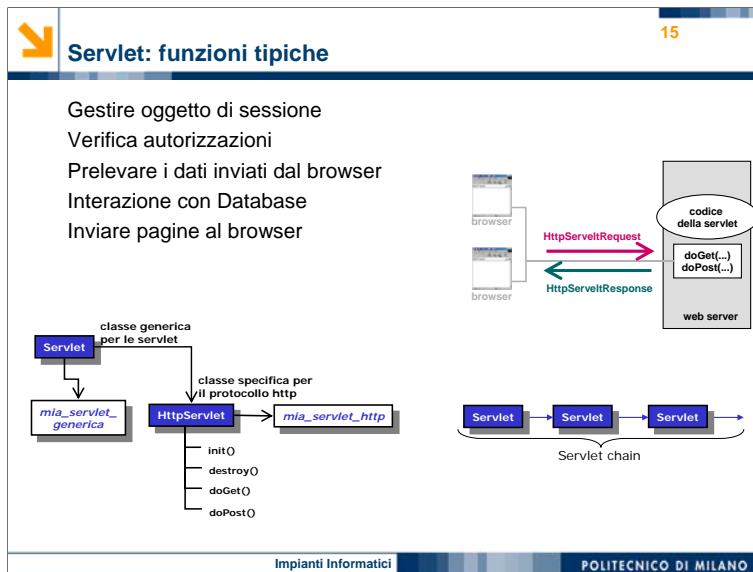 15
Servlet: funzioni tipiche
Gestire oggetto di sessione
Verifica autorizzazioni
Prelevare i dati inviati dal browser
Interazione con Database
Inviare pagine al browser
browser
browser
HttpServeltRequest
HttpServeltResponse
codice
della servlet
doGet(...)
doPost(...)
web server
classe generica
per le servlet
Servlet
classe specifica per
il protocollo http
mia_servlet_
generica
HttpServlet
mia_servlet_http
init()
destroy()
doGet()
doPost()
Servlet
Servlet
Servlet
Servlet chain
Impianti Informatici
POLITECNICO DI MILANO